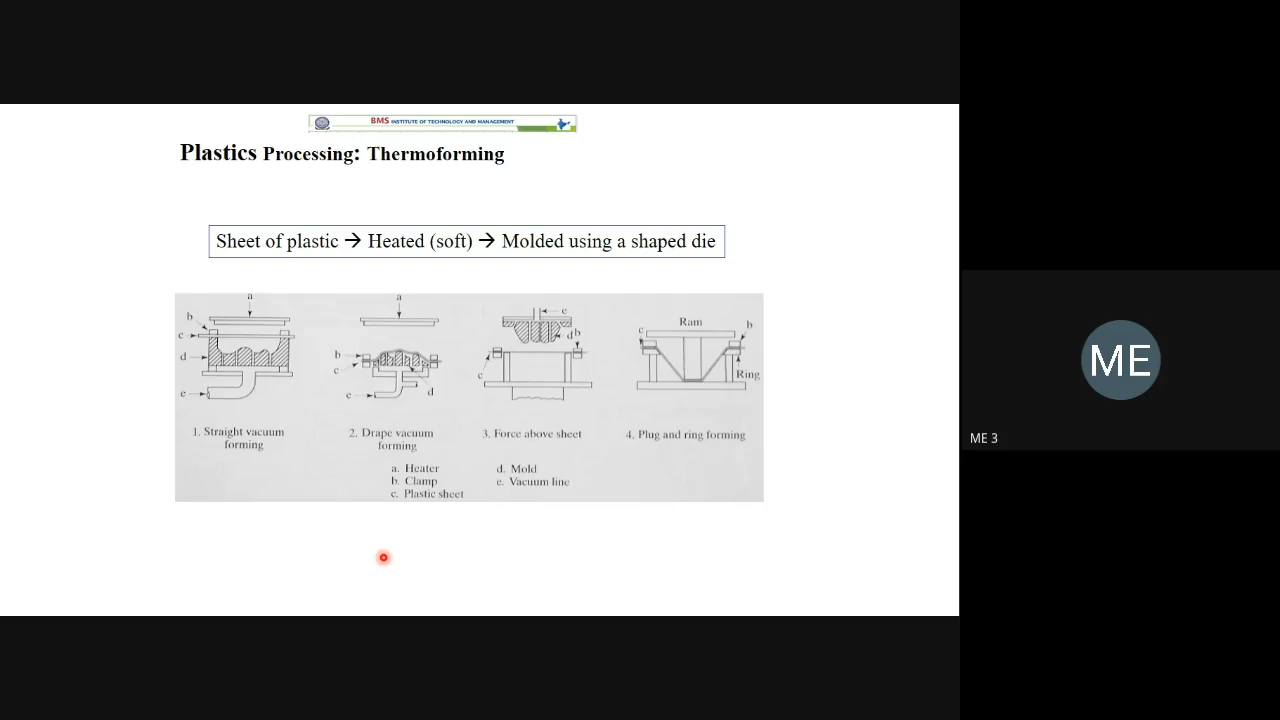 BMS INSTITUTE OF TECHNOLOGY AND MANAGEMENT
Plastics Processing: Thermoforming
Sheet of plastic → Heated (soft) → Molded using a shaped die
a
b
c
d
e
1. Straight vacuum
forming
a
b
c
d
e
2. Drape vacuum
forming
e
d b
c
3. Force above sheet
Ram
c
b
Ring
4. Plug and ring forming
a. Heater
b. Clamp
c. Plastic sheet
d. Mold
e. Vacuum line
ME
ME 3